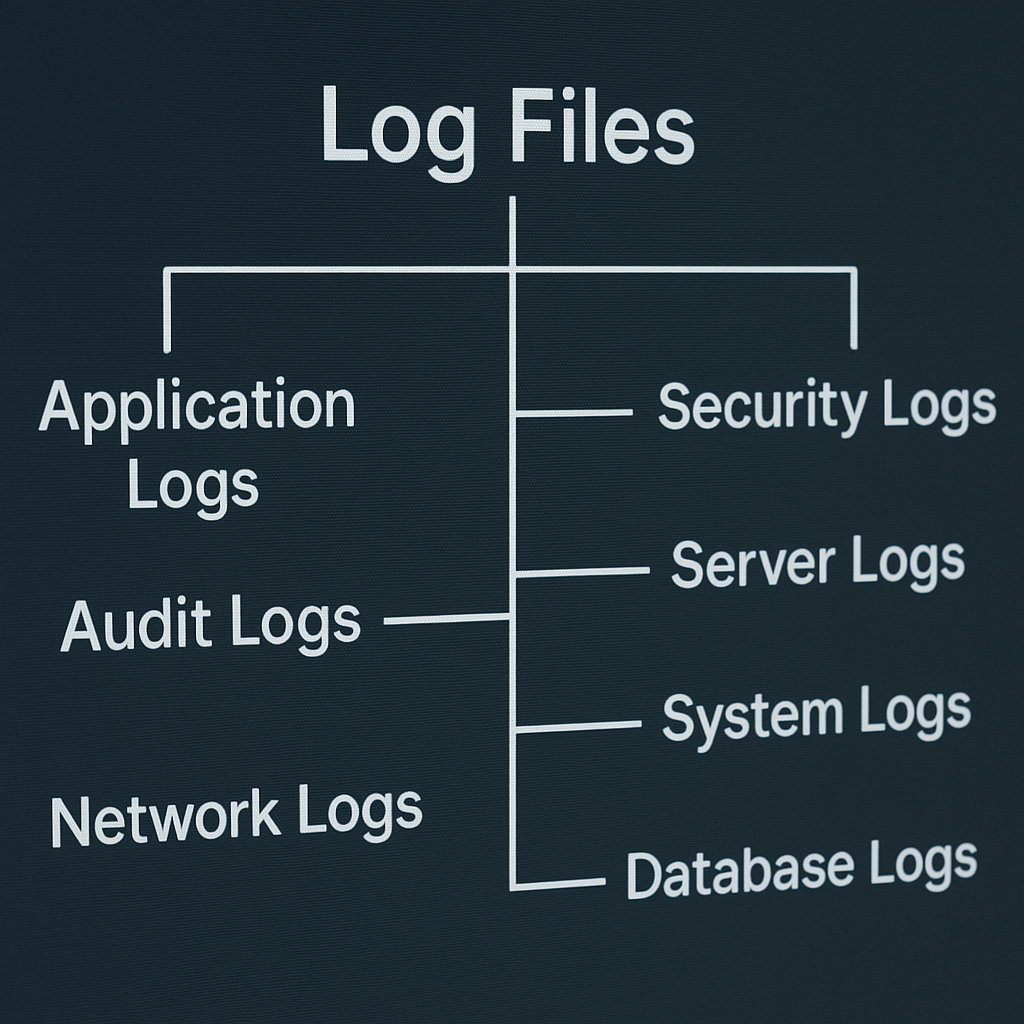 Log Files
Application
Logs
Security Logs
Server Logs
Audit Logs
System Logs
Network Logs
Database Logs